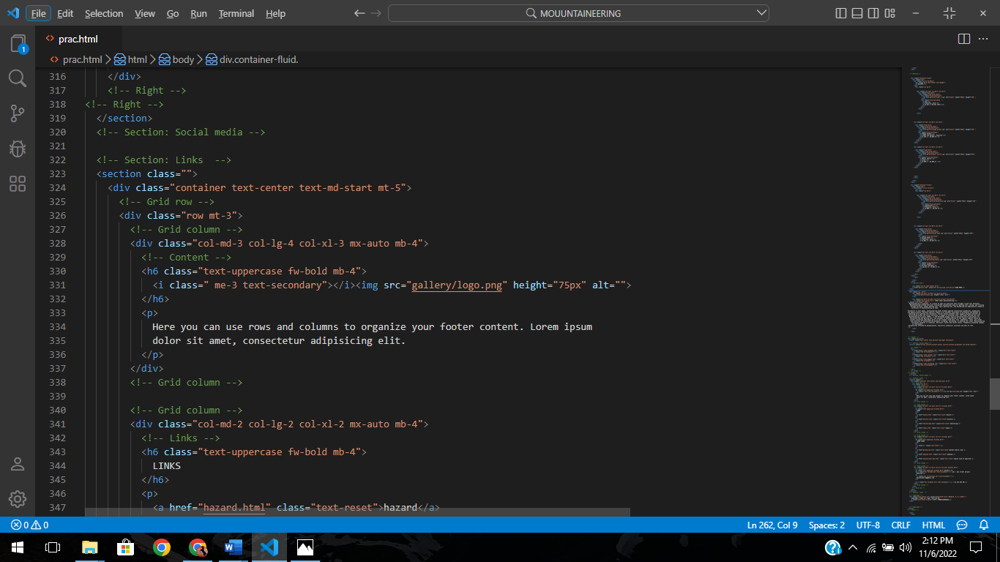 File Edit Selection View Go Run Terminal Help
MOUUNTAINEERING
prac.html
prac.html > html > body > div.container-fluid.
1
316 </div>
317 <!-- Right -->
318 <!-- Right -->
319 </section>
320 <!-- Section: Social media -->
321
322 <!-- Section: Links  -->
323 <section class="">
324 <div class="container text-center text-md-start mt-5">
325 <!-- Grid row -->
326 <div class="row mt-3">
327 <!-- Grid column -->
328 <div class="col-md-3 col-lg-4 col-xl-3 mx-auto mb-4">
329 <!-- Content -->
330 <h6 class="text-uppercase fw-bold mb-4">
331 <i class=" me-3 text-secondary"></i><img src="gallery/logo.png" height="75px" alt="">
332 </h6>
333 <p>
334 Here you can use rows and columns to organize your footer content. Lorem ipsum
335 dolor sit amet, consectetur adipisicing elit.
336 </p>
337 </div>
338 <!-- Grid column -->
339
340 <!-- Grid column -->
341 <div class="col-md-2 col-lg-2 col-xl-2 mx-auto mb-4">
342 <!-- Links -->
343 <h6 class="text-uppercase fw-bold mb-4">
344 LINKS
345 </h6>
346 <p>
347 <a href="hazard.html" class="text-reset">hazard</a>
0 0 Ln 262, Col 9 Spaces: 2 UTF-8 CRLF HTML
2:12 PM
11/6/2022